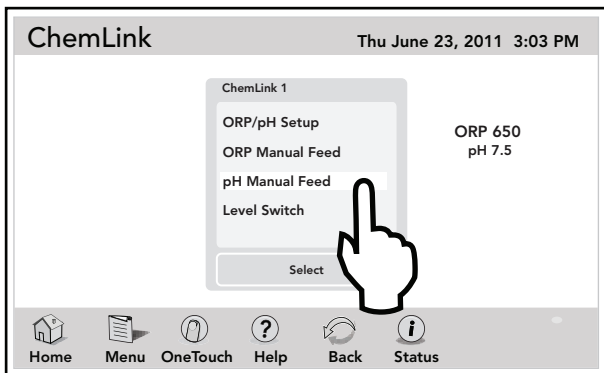 ChemLink
Thu June 23, 2011 3:03 PM
ChemLink 1
ORP/pH Setup
ORP Manual Feed
pH Manual Feed
Level Switch
Select
ORP 650
pH 7.5
?
i
Home Menu OneTouch Help Back Status